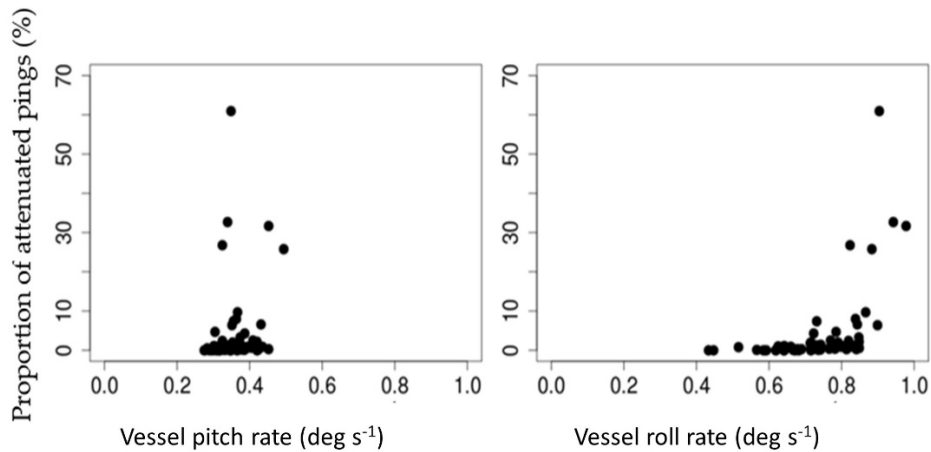 Proportion of attenuated pings (%)
70
50
30
10
0
0.0 0.2 0.4 0.6 0.8 1.0
Vessel pitch rate (deg s-1)
70
50
30
10
0
0.0 0.2 0.4 0.6 0.8 1.0
Vessel roll rate (deg s-1)